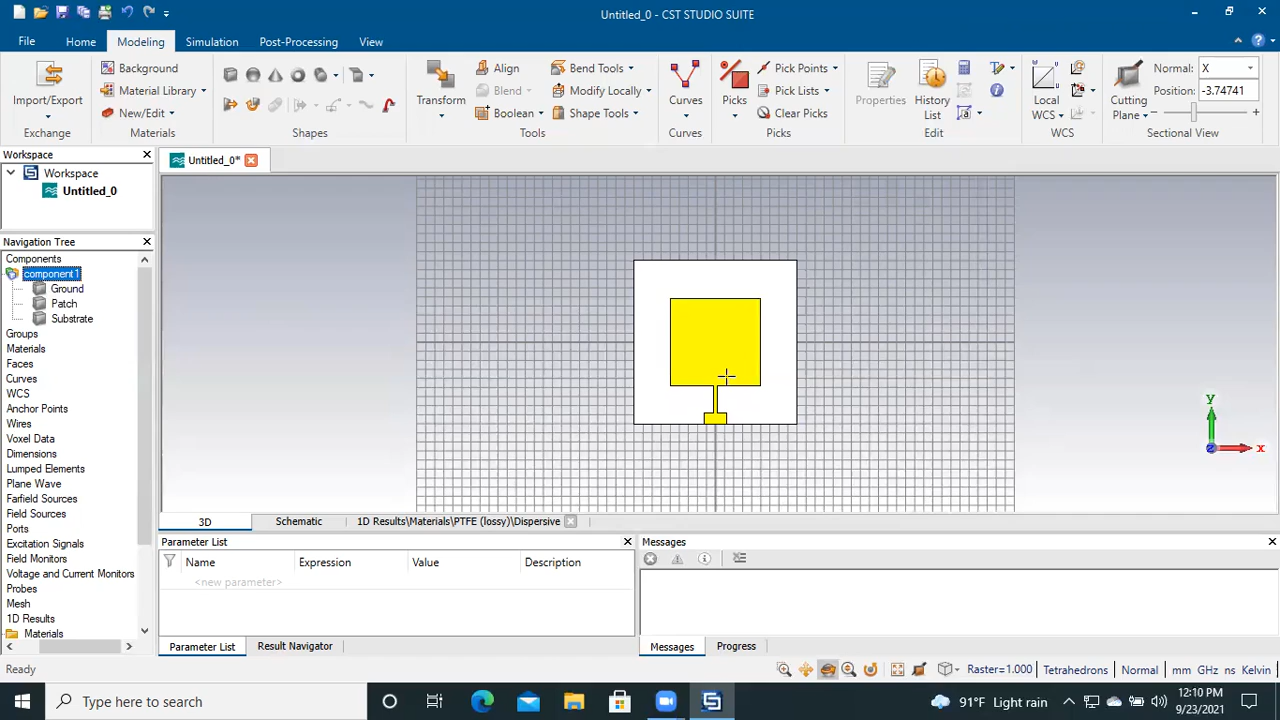 Untitled_0 - CST STUDIO SUITE
File Home Modeling Simulation Post-Processing View
Import/Export
Exchange
Background
Material Library
New/Edit
Materials
Shapes
Transform
Align
Blend
Boolean
Bend Tools
Modify Locally
Shape Tools
Tools
Curves
Curves
Picks
Pick Points
Pick Lists
Clear Picks
Picks
Properties
History List
Edit
Local WCS
WCS
Cutting Plane
Normal: X
Position: -3.74741
Sectional View
Workspace
Workspace
Untitled_0
Untitled_0*
Navigation Tree
Components
component1
Ground
Patch
Substrate
Groups
Materials
Faces
Curves
WCS
Anchor Points
Wires
Voxel Data
Dimensions
Lumped Elements
Plane Wave
Farfield Sources
Field Sources
Ports
Excitation Signals
Field Monitors
Voltage and Current Monitors
Probes
Mesh
1D Results
Materials
y
x
3D Schematic 1D Results\Materials\PTFE (lossy)\Dispersive
Parameter List
Name Expression Value Description
<new parameter>
Parameter List Result Navigator
Messages
Messages Progress
Ready
Raster=1.000 Tetrahedrons Normal mm GHz ns Kelvin
Type here to search
91°F Light rain
12:10 PM
9/23/2021